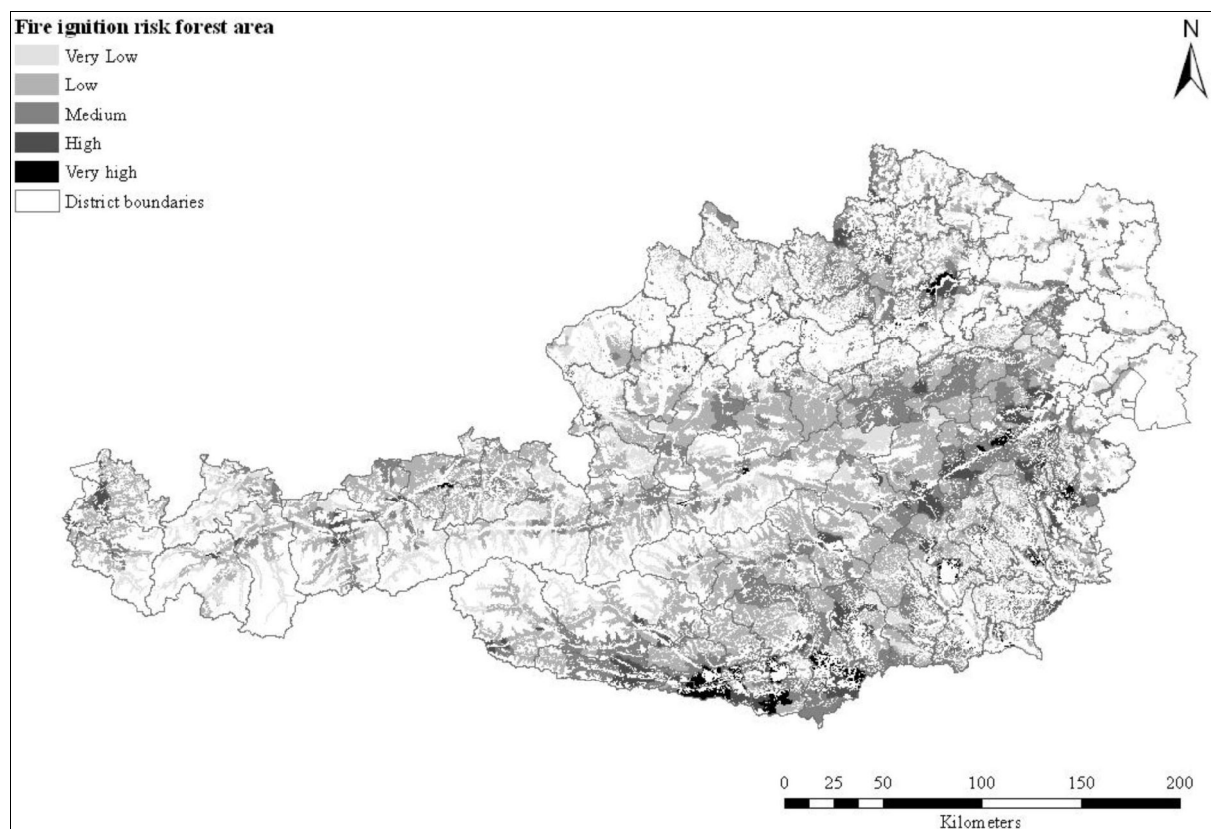 Fire ignition risk forest area
Very Low
Low
Medium
High
Very high
District boundaries
N
0 25 50 100 150 200
Kilometers